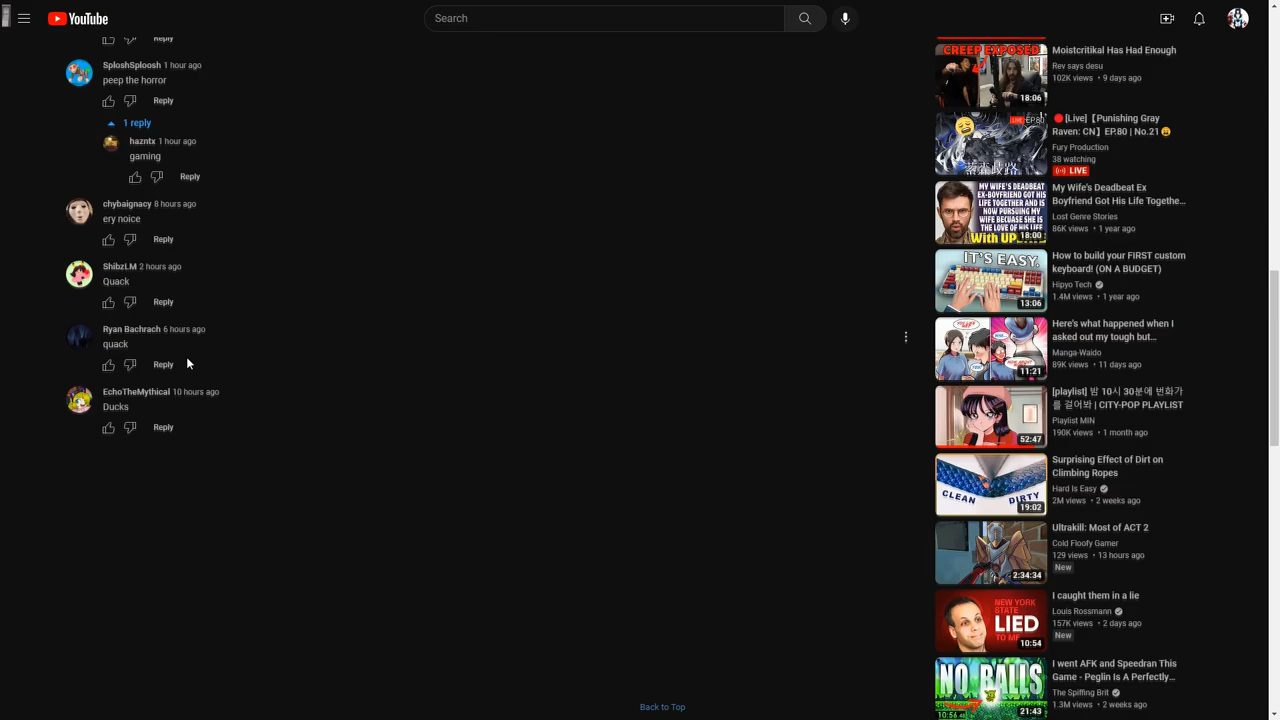 YouTube
Search
Reply
SploshSploosh 1 hour ago
peep the horror
Reply
1 reply
hazntx 1 hour ago
gaming
Reply
chybaignacy 8 hours ago
ery noice
Reply
ShibzLM 2 hours ago
Quack
Reply
Ryan Bachrach 6 hours ago
quack
Reply
EchoTheMythical 10 hours ago
Ducks
Reply
Back to Top
CREEP EXPOSED
18:06
Moistcritikal Has Had Enough
Rev says desu
102K views • 9 days ago
LIVE EP.80
🔴[Live]【Punishing Gray
Raven: CN】EP.80 | No.21😩
Fury Production
38 watching
LIVE
MY WIFE'S DEADBEAT
EX-BOYFRIEND GOT HIS
LIFE TOGETHER AND IS
NOW PURSUING MY
WIFE BECUASE SHE IS
THE LOVE OF HIS LIFE
With UP
18:00
My Wife's Deadbeat Ex
Boyfriend Got His Life Togethe...
Lost Genre Stories
86K views • 1 year ago
IT'S EASY.
13:06
How to build your FIRST custom
keyboard! (ON A BUDGET)
Hipyo Tech
1.4M views • 1 year ago
11:21
Here's what happened when I
asked out my tough but...
Manga-Waido
89K views • 11 days ago
52:47
[playlist] 밤 10시 30분에 번화가
를 걸어봐 | CITY-POP PLAYLIST
Playlist MIN
190K views • 1 month ago
CLEAN
DIRTY
19:02
Surprising Effect of Dirt on
Climbing Ropes
Hard Is Easy
2M views • 2 weeks ago
2:34:34
Ultrakill: Most of ACT 2
Cold Floofy Gamer
129 views • 13 hours ago
New
NEW YORK
STATE
LIED
TO ME
10:54
I caught them in a lie
Louis Rossmann
157K views • 2 days ago
New
NO BALLS
10:56
21:43
I went AFK and Speedran This
Game - Peglin Is A Perfectly...
The Spiffing Brit
1.3M views • 2 weeks ago